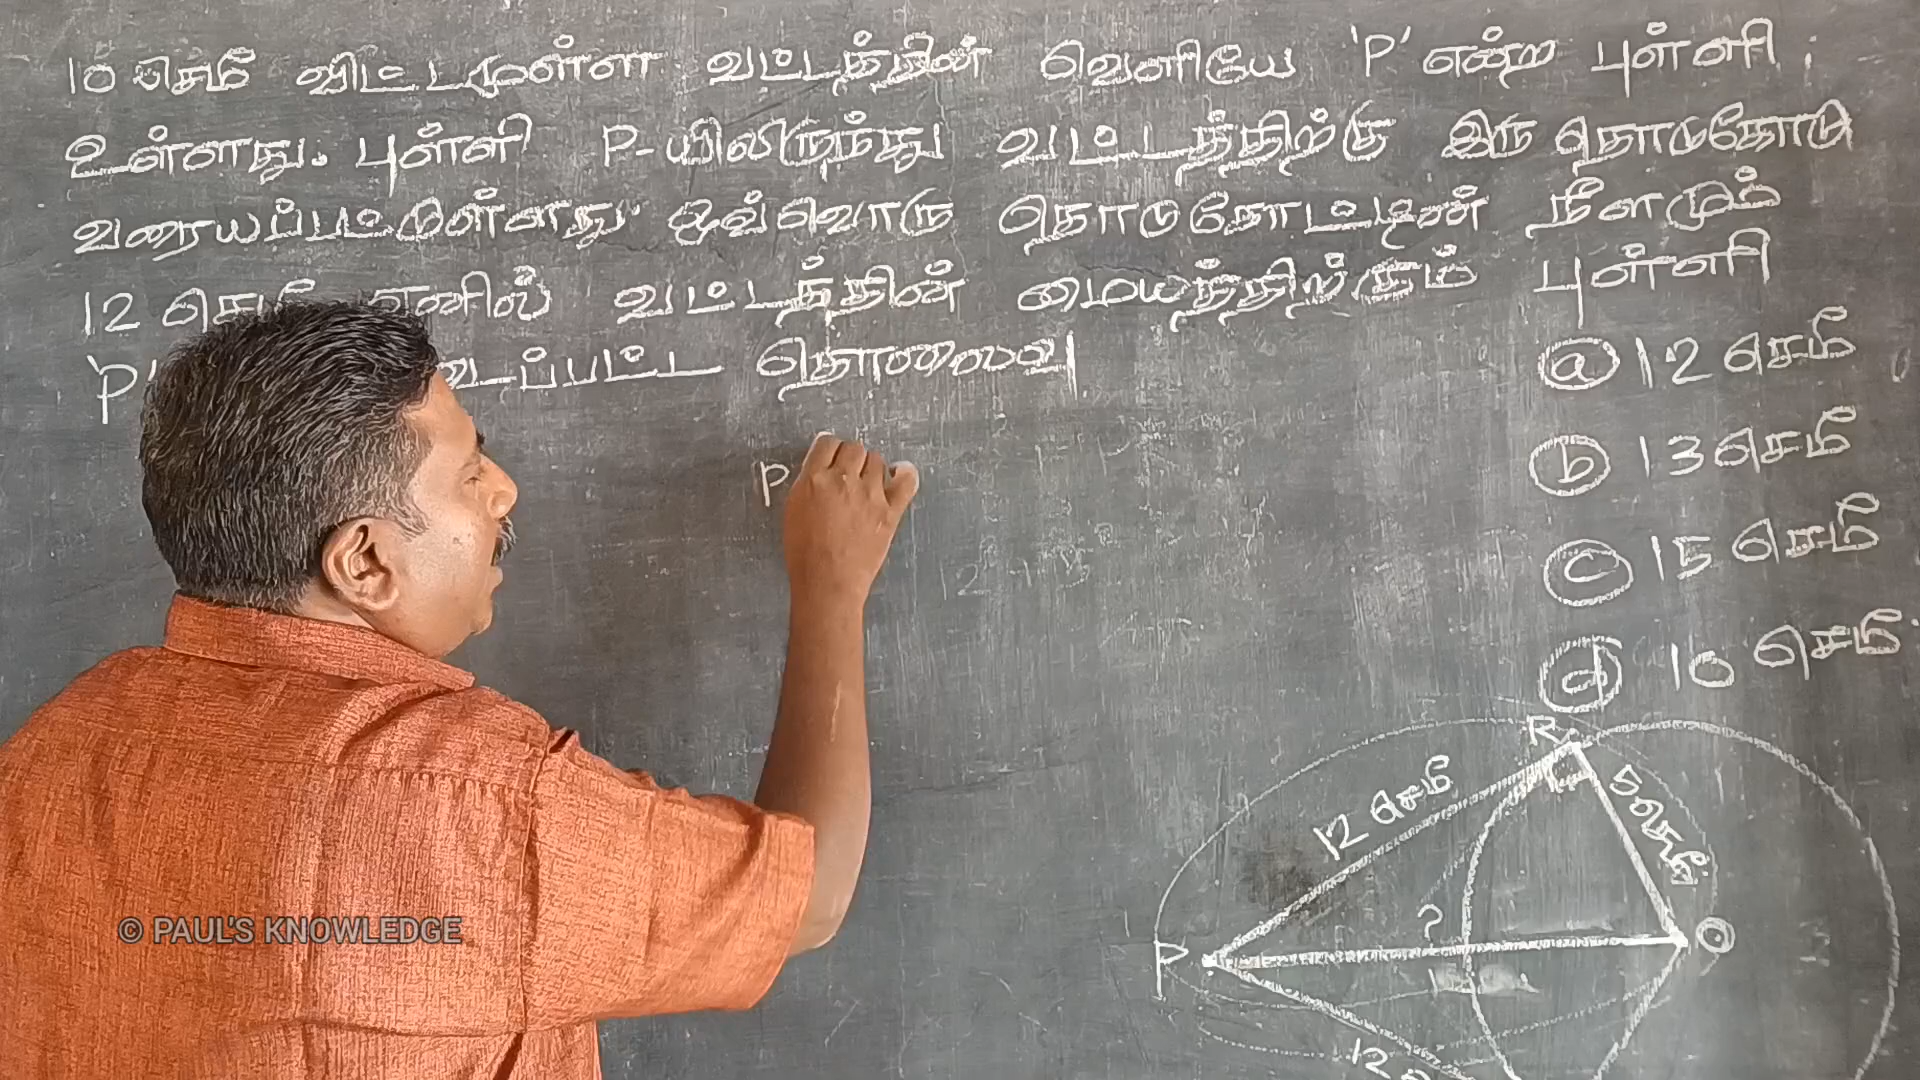 10 செமீ விட்டமுள்ள வட்டத்தின் வெளியே 'P' என்ற புள்ளி
உள்ளது. புள்ளி P-யிலிருந்து வட்டத்திற்கு இரு தொடுகோடு
வரையப்பட்டுள்ளது. ஒவ்வொரு தொடுகோட்டின் நீளமும்
12 செமீ எனில் வட்டத்தின் மையத்திற்கும் புள்ளி
'P' தொலைவு
a 12 செமீ
b 13 செமீ
c 15 செமீ
d 10 செமீ
P
R
12 செமீ
5 செமீ
?
P
O
12
© PAUL'S KNOWLEDGE